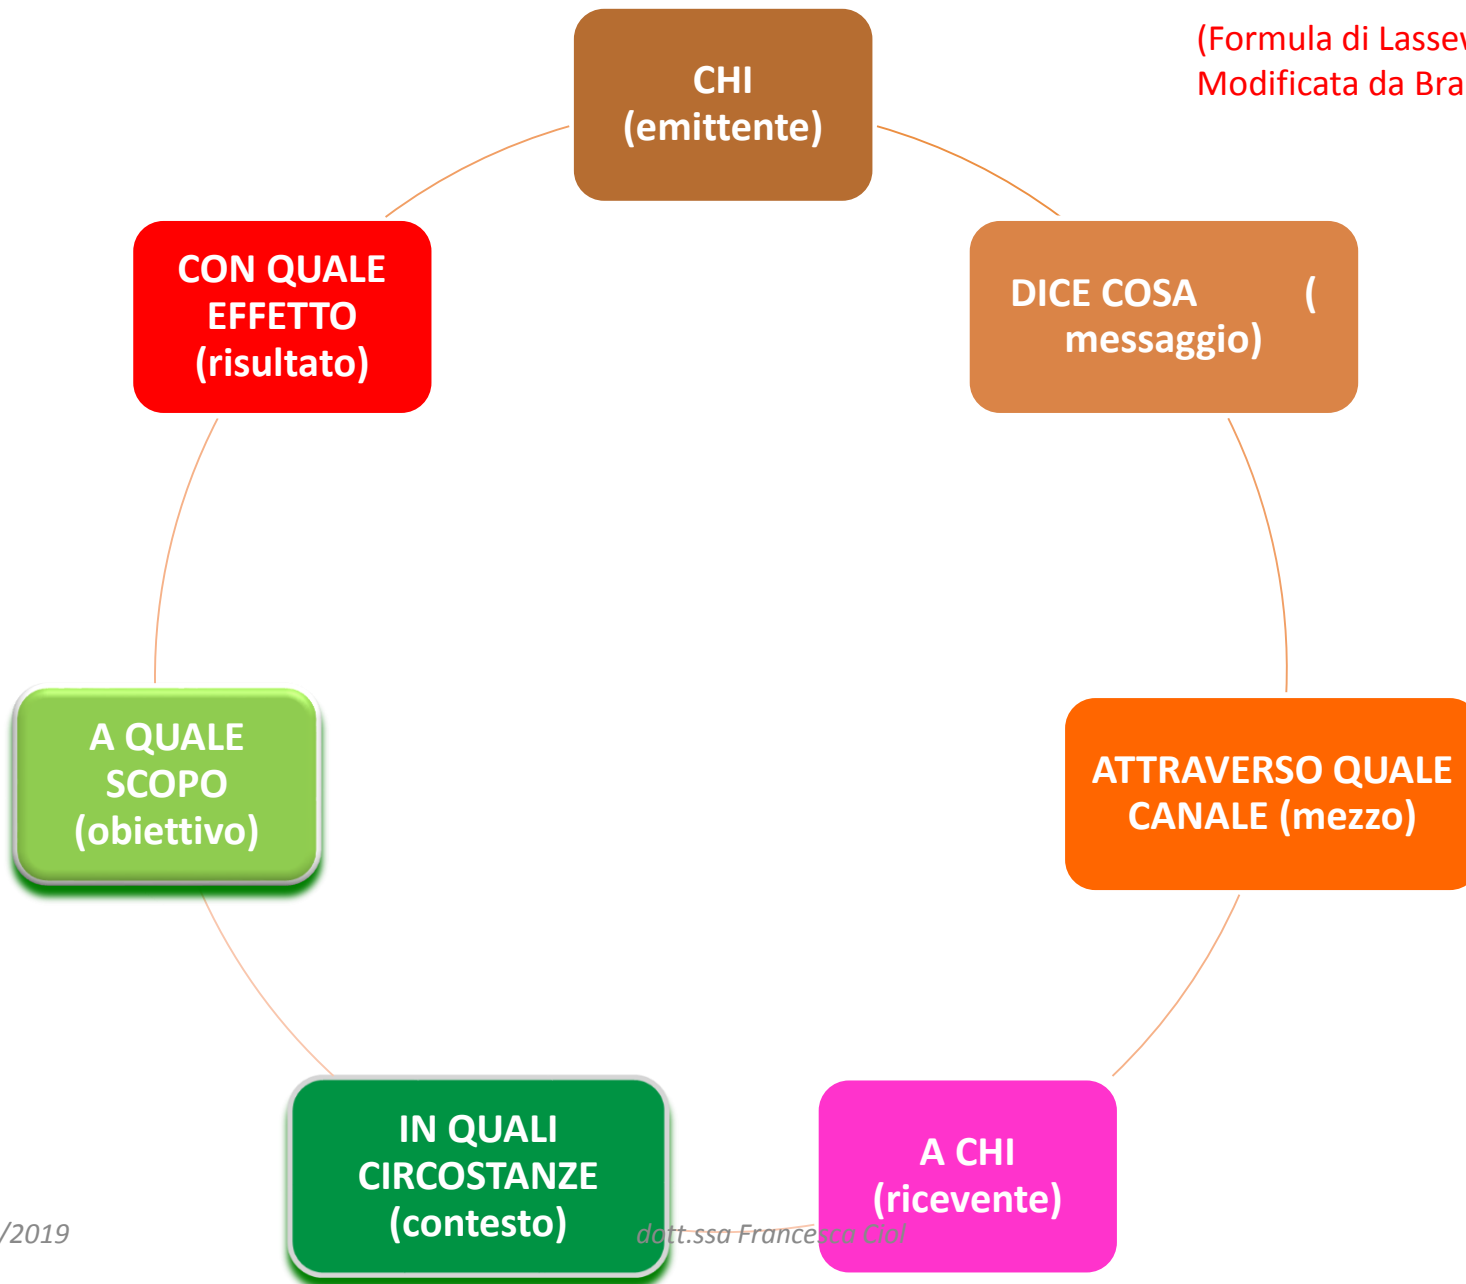 (Formula di Lassew
Modificata da Bra
CHI
(emittente)
DICE COSA (
messaggio)
ATTRAVERSO QUALE
CANALE (mezzo)
A CHI
(ricevente)
IN QUALI
CIRCOSTANZE
(contesto)
A QUALE
SCOPO
(obiettivo)
CON QUALE
EFFETTO
(risultato)
/2019
dott.ssa Francesca Ciol